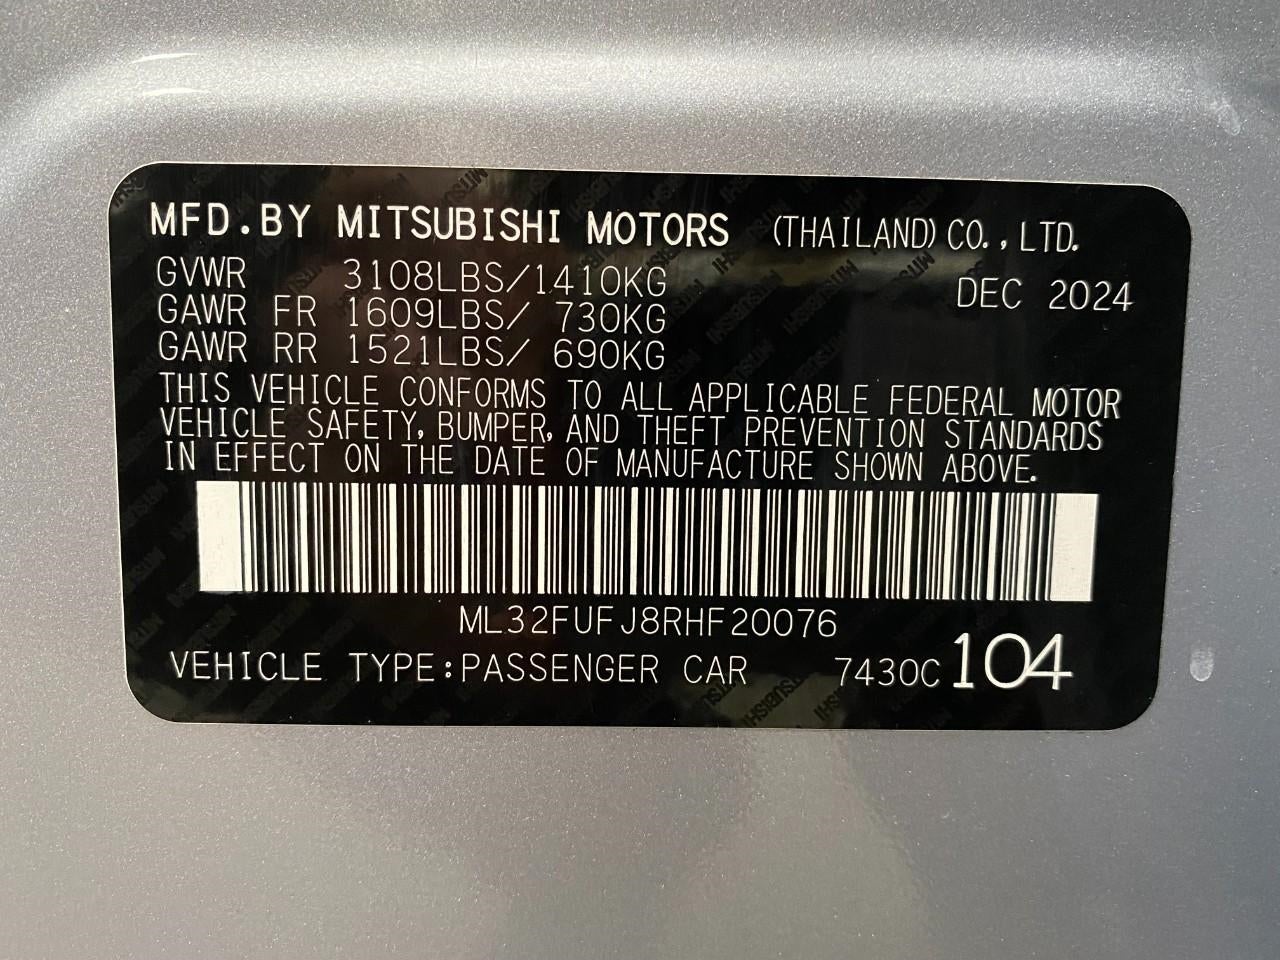 MFD.BY MITSUBISHI MOTORS (THAILAND) CO., LTD.
GVWR 3108LBS/1410KG DEC 2024
GAWR FR 1609LBS/ 730KG
GAWR RR 1521LBS/ 690KG
THIS VEHICLE CONFORMS TO ALL APPLICABLE FEDERAL MOTOR
VEHICLE SAFETY, BUMPER, AND THEFT PREVENTION STANDARDS
IN EFFECT ON THE DATE OF MANUFACTURE SHOWN ABOVE.
ML32FUFJ8RHF20076
VEHICLE TYPE:PASSENGER CAR 7430C 104